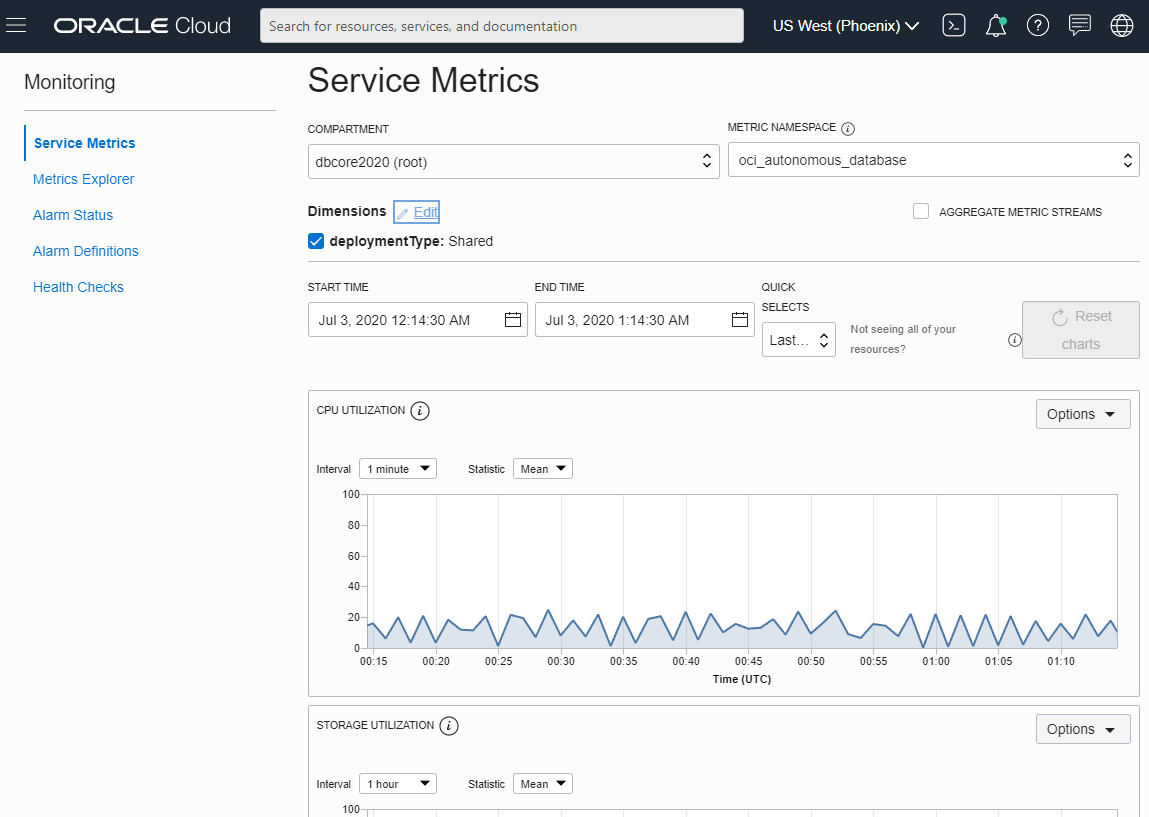 ORACLE Cloud
Search for resources, services, and documentation
US West (Phoenix)
Monitoring
Service Metrics
Metrics Explorer
Alarm Status
Alarm Definitions
Health Checks
Service Metrics
COMPARTMENT
dbcore2020 (root)
METRIC NAMESPACE i
oci_autonomous_database
Dimensions Edit
AGGREGATE METRIC STREAMS
deploymentType: Shared
START TIME
Jul 3, 2020 12:14:30 AM
END TIME
Jul 3, 2020 1:14:30 AM
QUICK
SELECTS
Last...
Not seeing all of your
resources?
i
Reset
charts
CPU UTILIZATION i
Options
Interval 1 minute Statistic Mean
100
80
60
40
20
0
00:15 00:20 00:25 00:30 00:35 00:40 00:45 00:50 00:55 01:00 01:05 01:10
Time (UTC)
STORAGE UTILIZATION i
Options
Interval 1 hour Statistic Mean
100